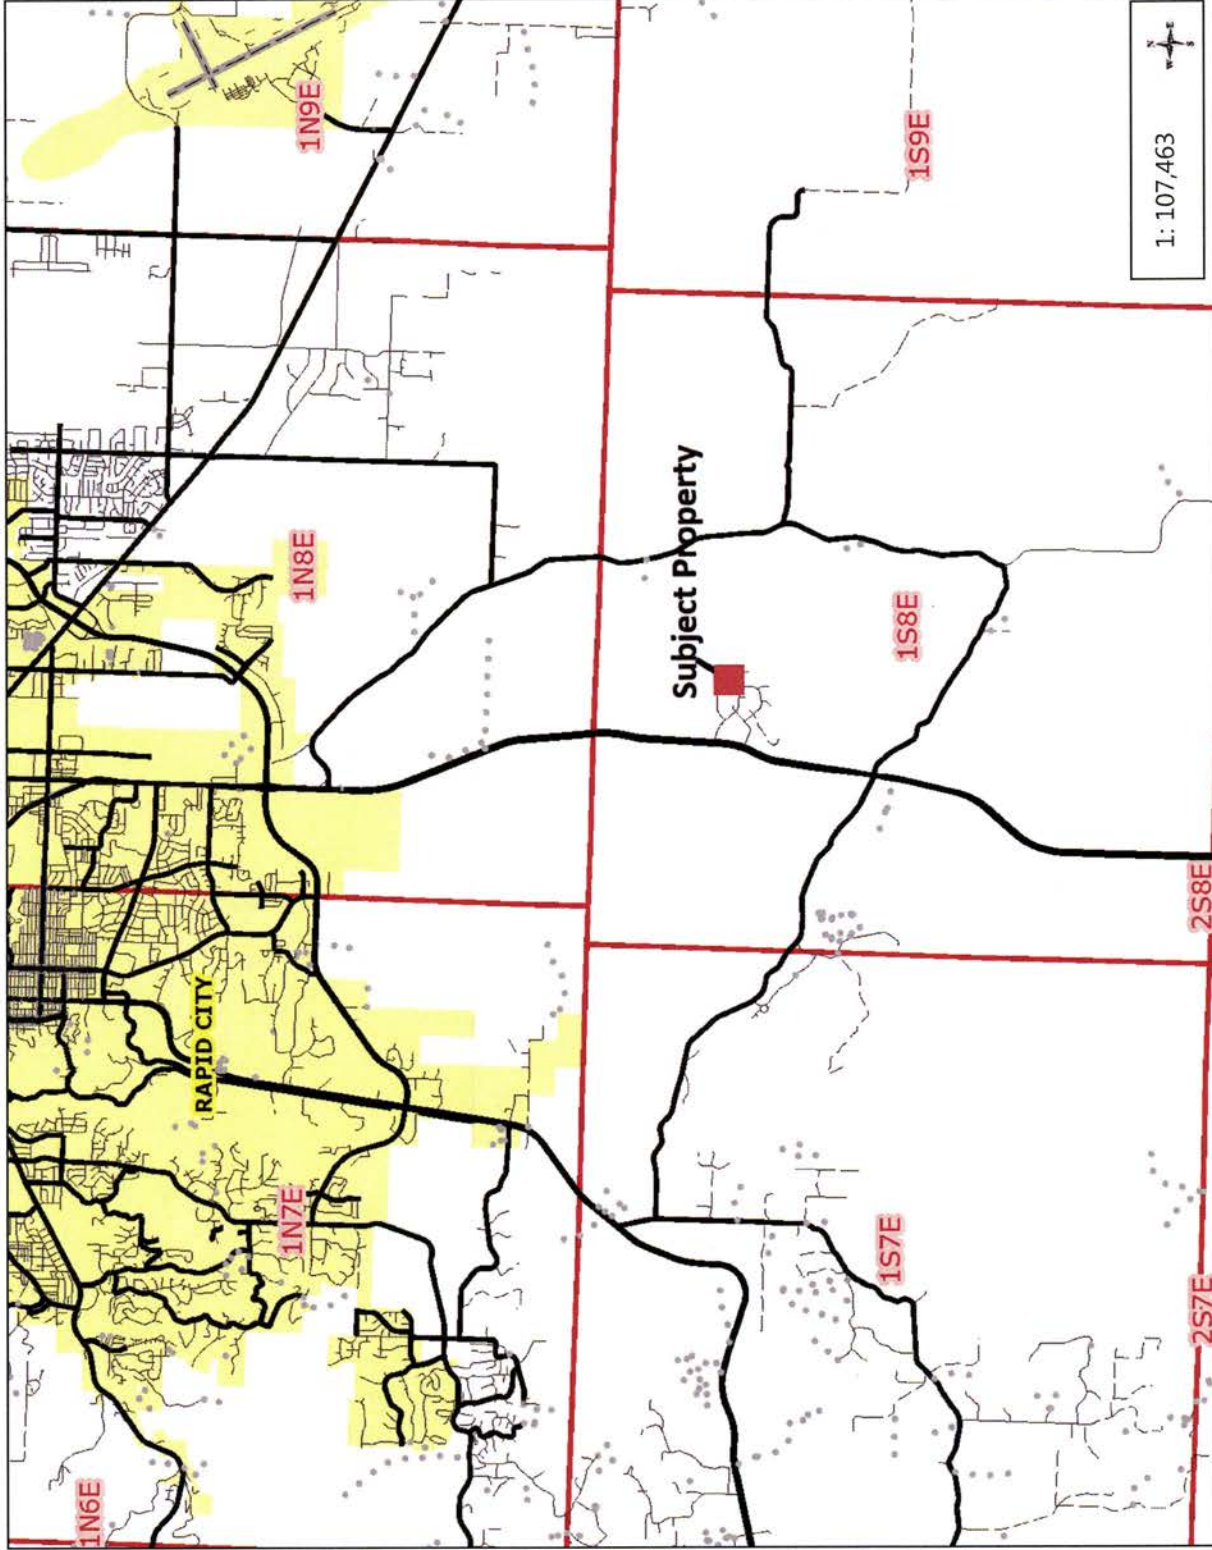 1N6E
1N7E
RAPID CITY
1N8E
1N9E
Subject Property
1S7E
1S8E
1S9E
2S7E
2S8E
1: 107,463
N
W
E
S